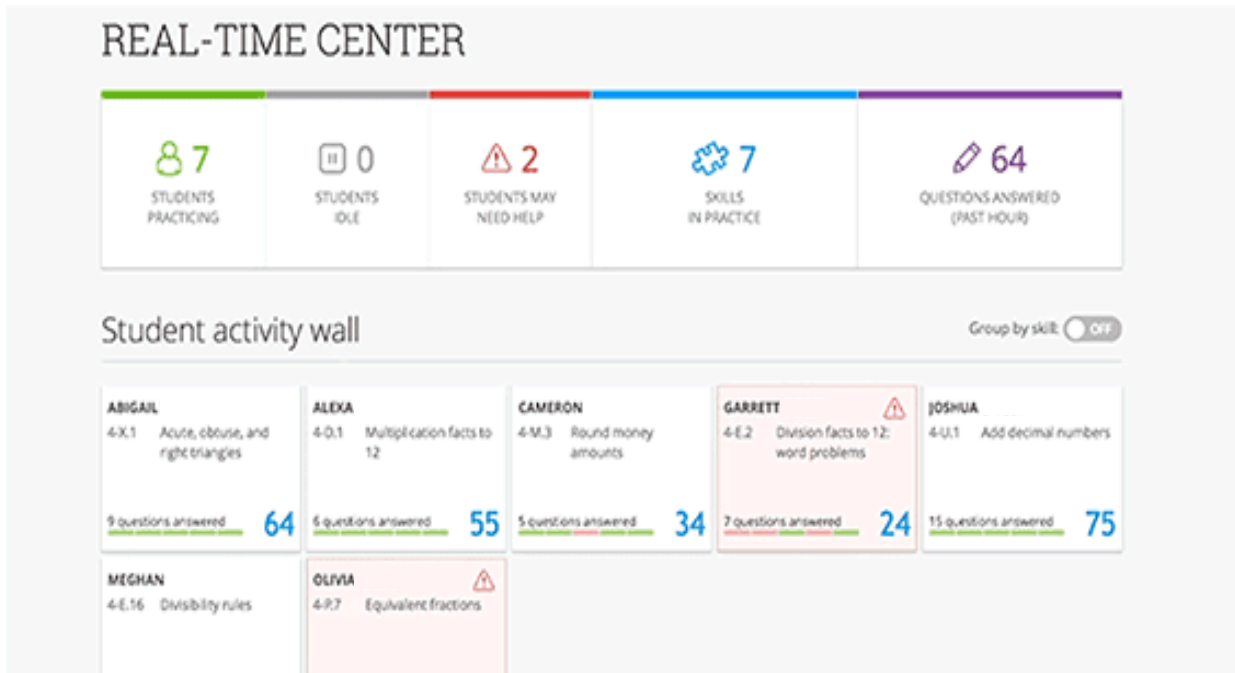 REAL-TIME CENTER
7
0
2
7
64
STUDENTS
PRACTICING
STUDENTS
IDLE
STUDENTS MAY
NEED HELP
SKILLS
IN PRACTICE
QUESTIONS ANSWERED
(PAST HOUR)
Student activity wall
Group by skill: OFF
ABIGAIL
4-X.1 Acute, obtuse, and
right triangles
9 questions answered 64
ALEXA
4-D.1 Multiplication facts to
12
6 questions answered 55
CAMERON
4-M.3 Round money
amounts
5 questions answered 34
GARRETT
4-E.2 Division facts to 12:
word problems
7 questions answered 24
JOSHUA
4-U.1 Add decimal numbers
15 questions answered 75
MEGHAN
4-E.16 Divisibility rules
OLIVIA
4-P.7 Equivalent fractions